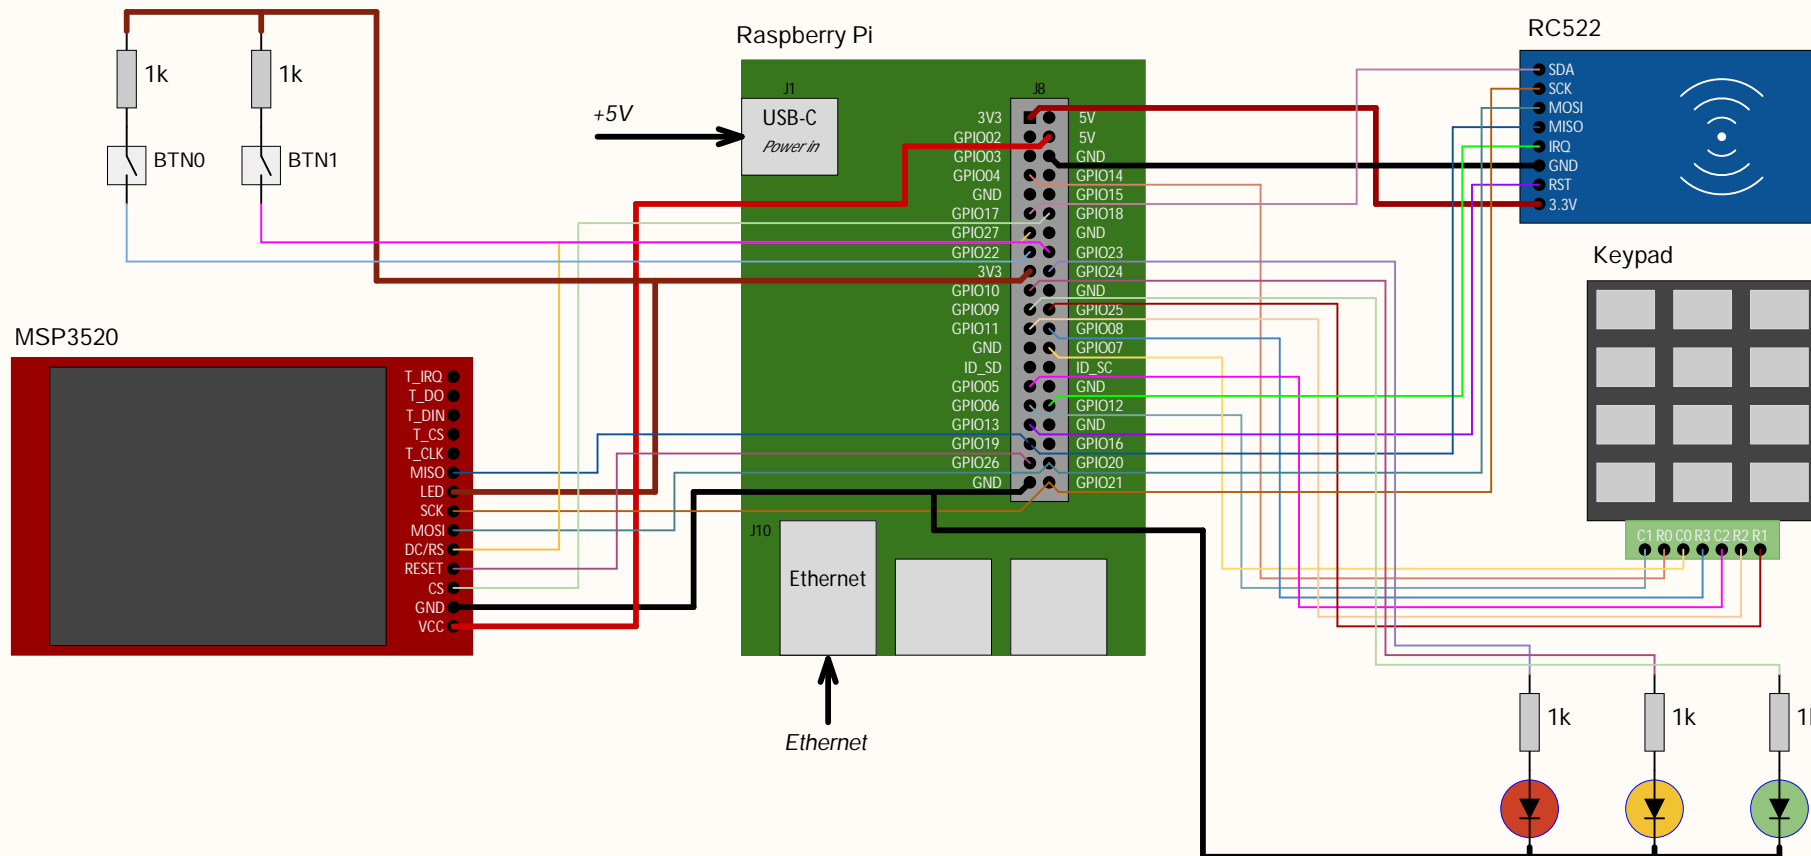 RC522
Raspberry Pi
1k
1k
BTN0
BTN1
+5V
J1
USB-C
Power in
J8
3V3
5V
GPIO02
5V
GPIO03
GND
GPIO04
GPIO14
GND
GPIO15
GPIO17
GPIO18
GPIO27
GND
GPIO22
GPIO23
3V3
GPIO24
GPIO10
GND
GPIO09
GPIO25
GPIO11
GPIO08
GND
GPIO07
ID_SD
ID_SC
GPIO05
GND
GPIO06
GPIO12
GPIO13
GND
GPIO19
GPIO16
GPIO26
GPIO20
GND
GPIO21
SDA
SCK
MOSI
MISO
IRQ
GND
RST
3.3V
Keypad
C1 R0 C0 R3 C2 R2 R1
MSP3520
T_IRQ
T_DO
T_DIN
T_CS
T_CLK
MISO
LED
SCK
MOSI
DC/RS
RESET
CS
GND
VCC
J10
Ethernet
Ethernet
1k
1k